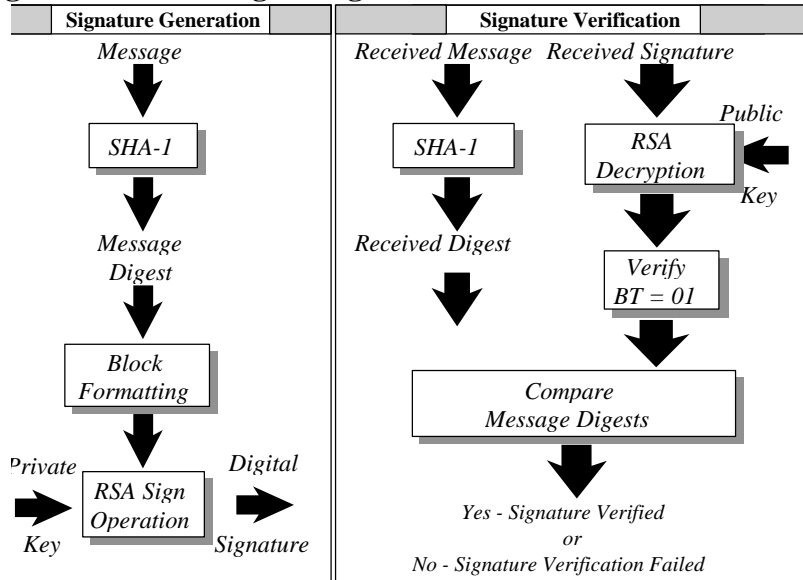 Signature Generation
Message
SHA-1
Message
Digest
Block
Formatting
Private
Key
RSA Sign
Operation
Digital
Signature
Signature Verification
Received Message
Received Signature
SHA-1
RSA
Decryption
Public
Key
Received Digest
Verify
BT = 01
Compare
Message Digests
Yes - Signature Verified
or
No - Signature Verification Failed